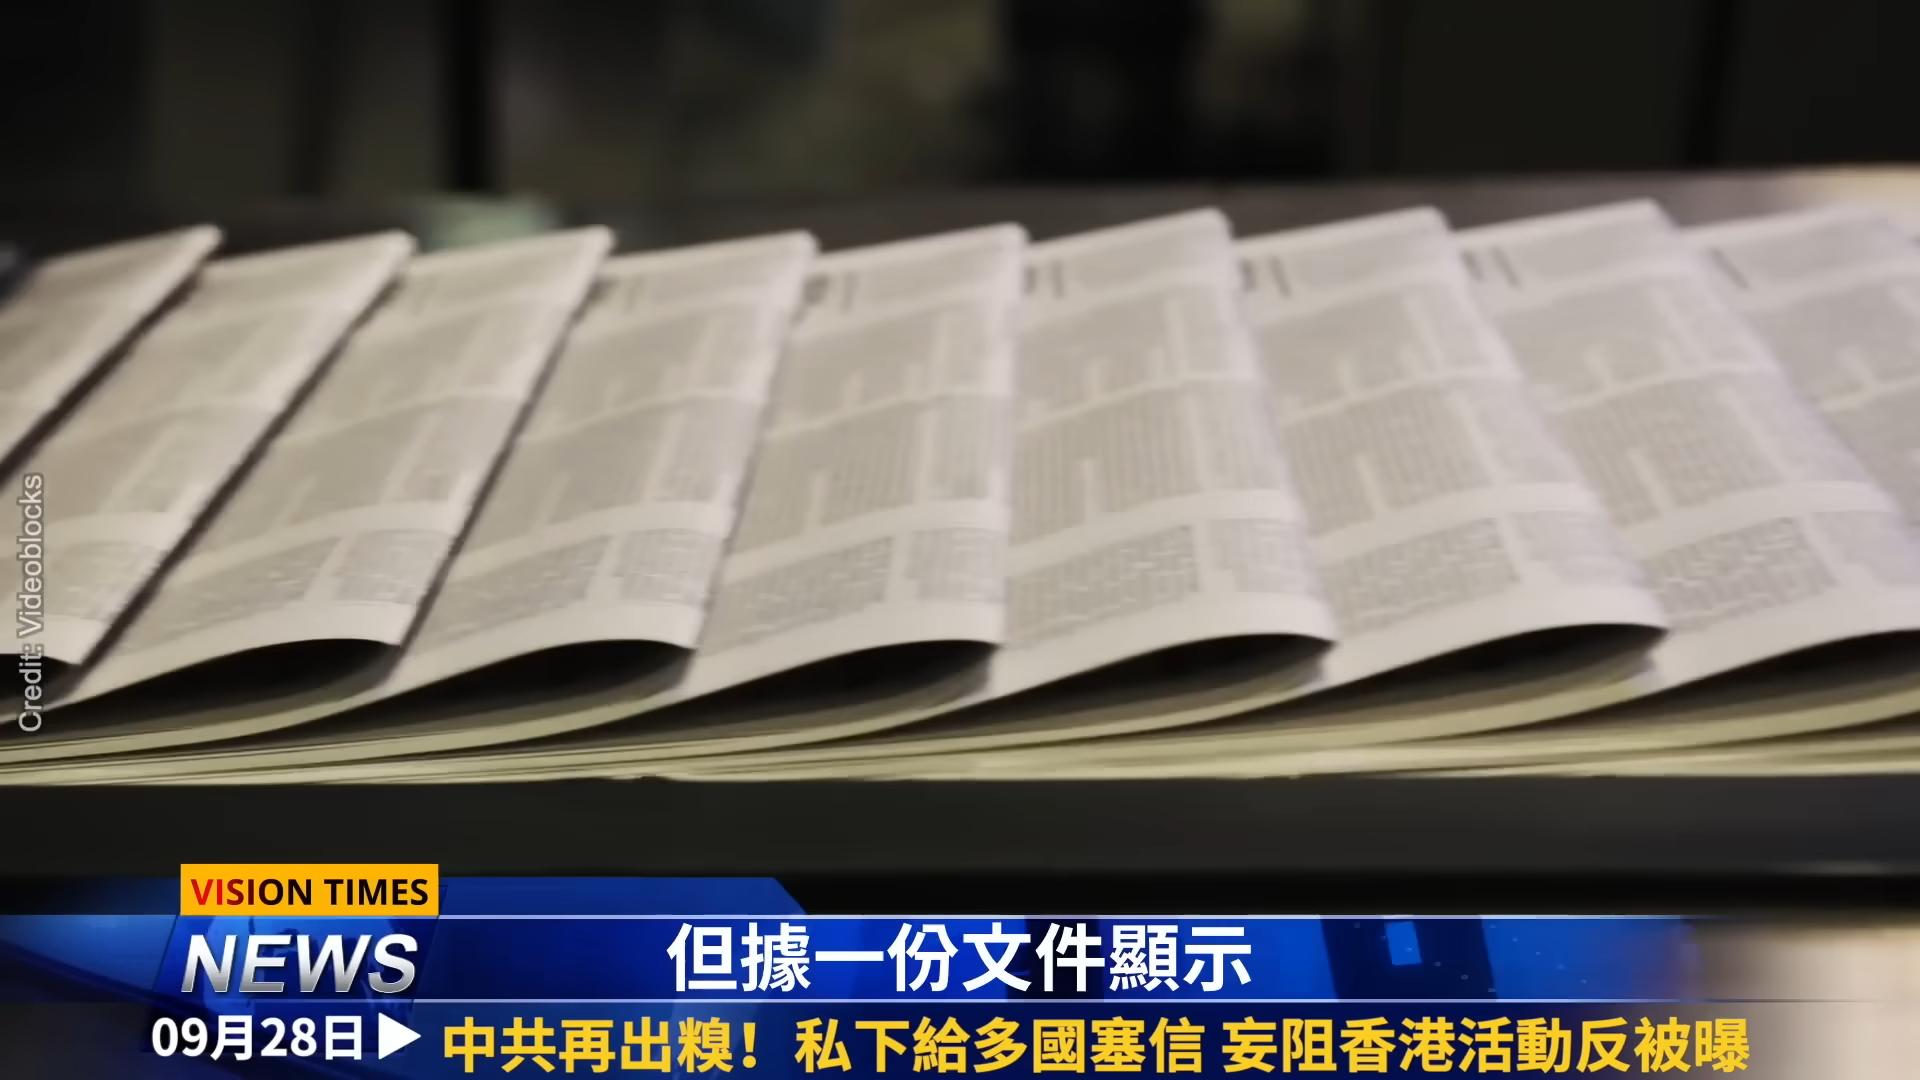 Credit: Videoblocks
VISION TIMES
NEWS
但據一份文件顯示
09月28日
中共再出糗！私下給多國塞信 妄阻香港活動反被曝